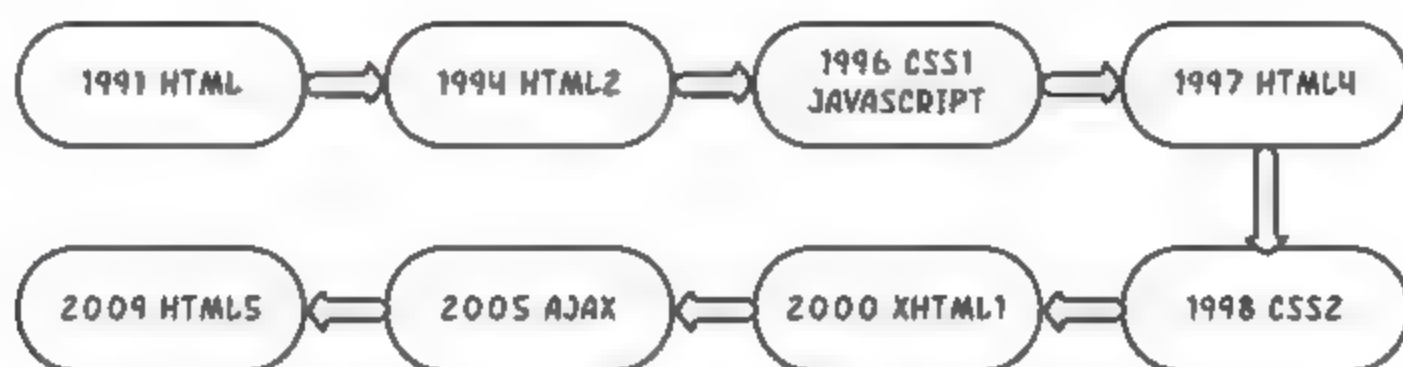 1991 HTML
1994 HTML2
1996 CSS1
JAVASCRIPT
1997 HTML4
1998 CSS2
2000 XHTML1
2005 AJAX
2009 HTML5